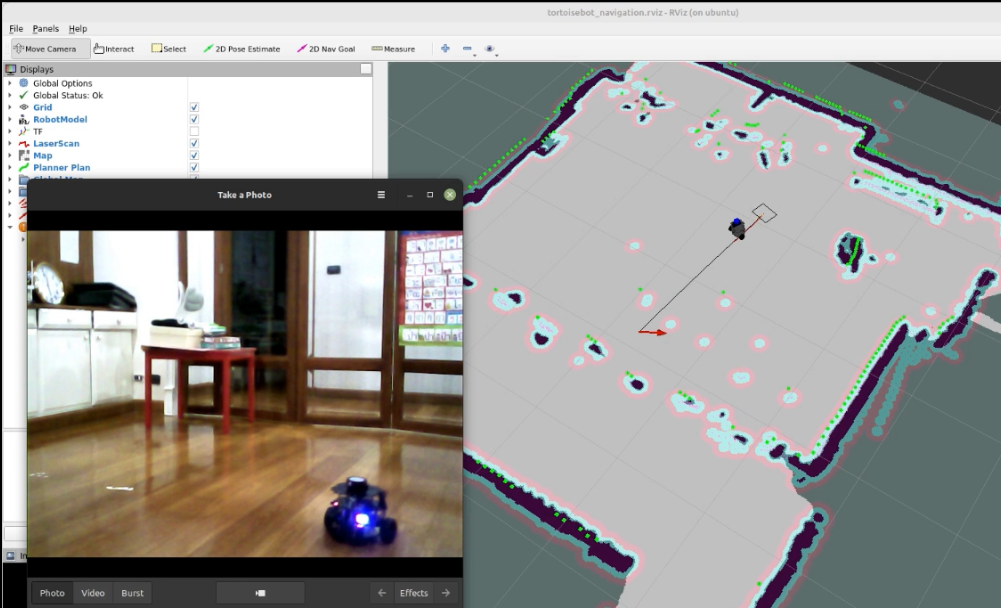 tortoisebot_navigation.rviz - RViz (on ubuntu)
File Panels Help
Move Camera Interact Select 2D Pose Estimate 2D Nav Goal Measure
Displays
Global Options
Global Status: Ok
Grid
RobotModel
TF
LaserScan
Map
Planner Plan
Take a Photo
In
Photo Video Burst Effects